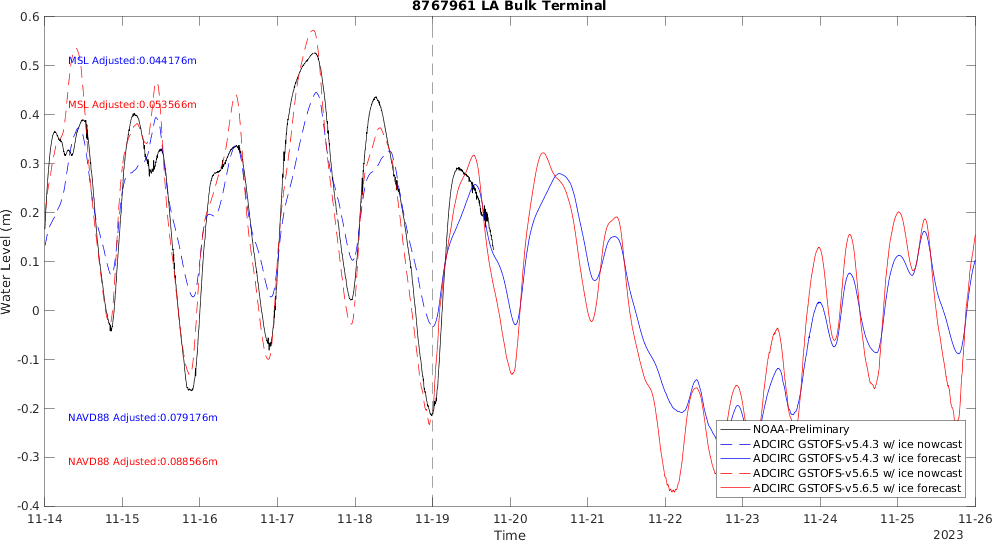 8767961 LA Bulk Terminal
0.6
0.5
0.4
0.3
0.2
0.1
0
-0.1
-0.2
-0.3
-0.4
Water Level (m)
MSL Adjusted:0.044176m
MSL Adjusted:0.053566m
NAVD88 Adjusted:0.079176m
NAVD88 Adjusted:0.088566m
NOAA-Preliminary
ADCIRC GSTOFS-v5.4.3 w/ ice nowcast
ADCIRC GSTOFS-v5.4.3 w/ ice forecast
ADCIRC GSTOFS-v5.6.5 w/ ice nowcast
ADCIRC GSTOFS-v5.6.5 w/ ice forecast
11-14 11-15 11-16 11-17 11-18 11-19 11-20 11-21 11-22 11-23 11-24 11-25 11-26
Time
2023